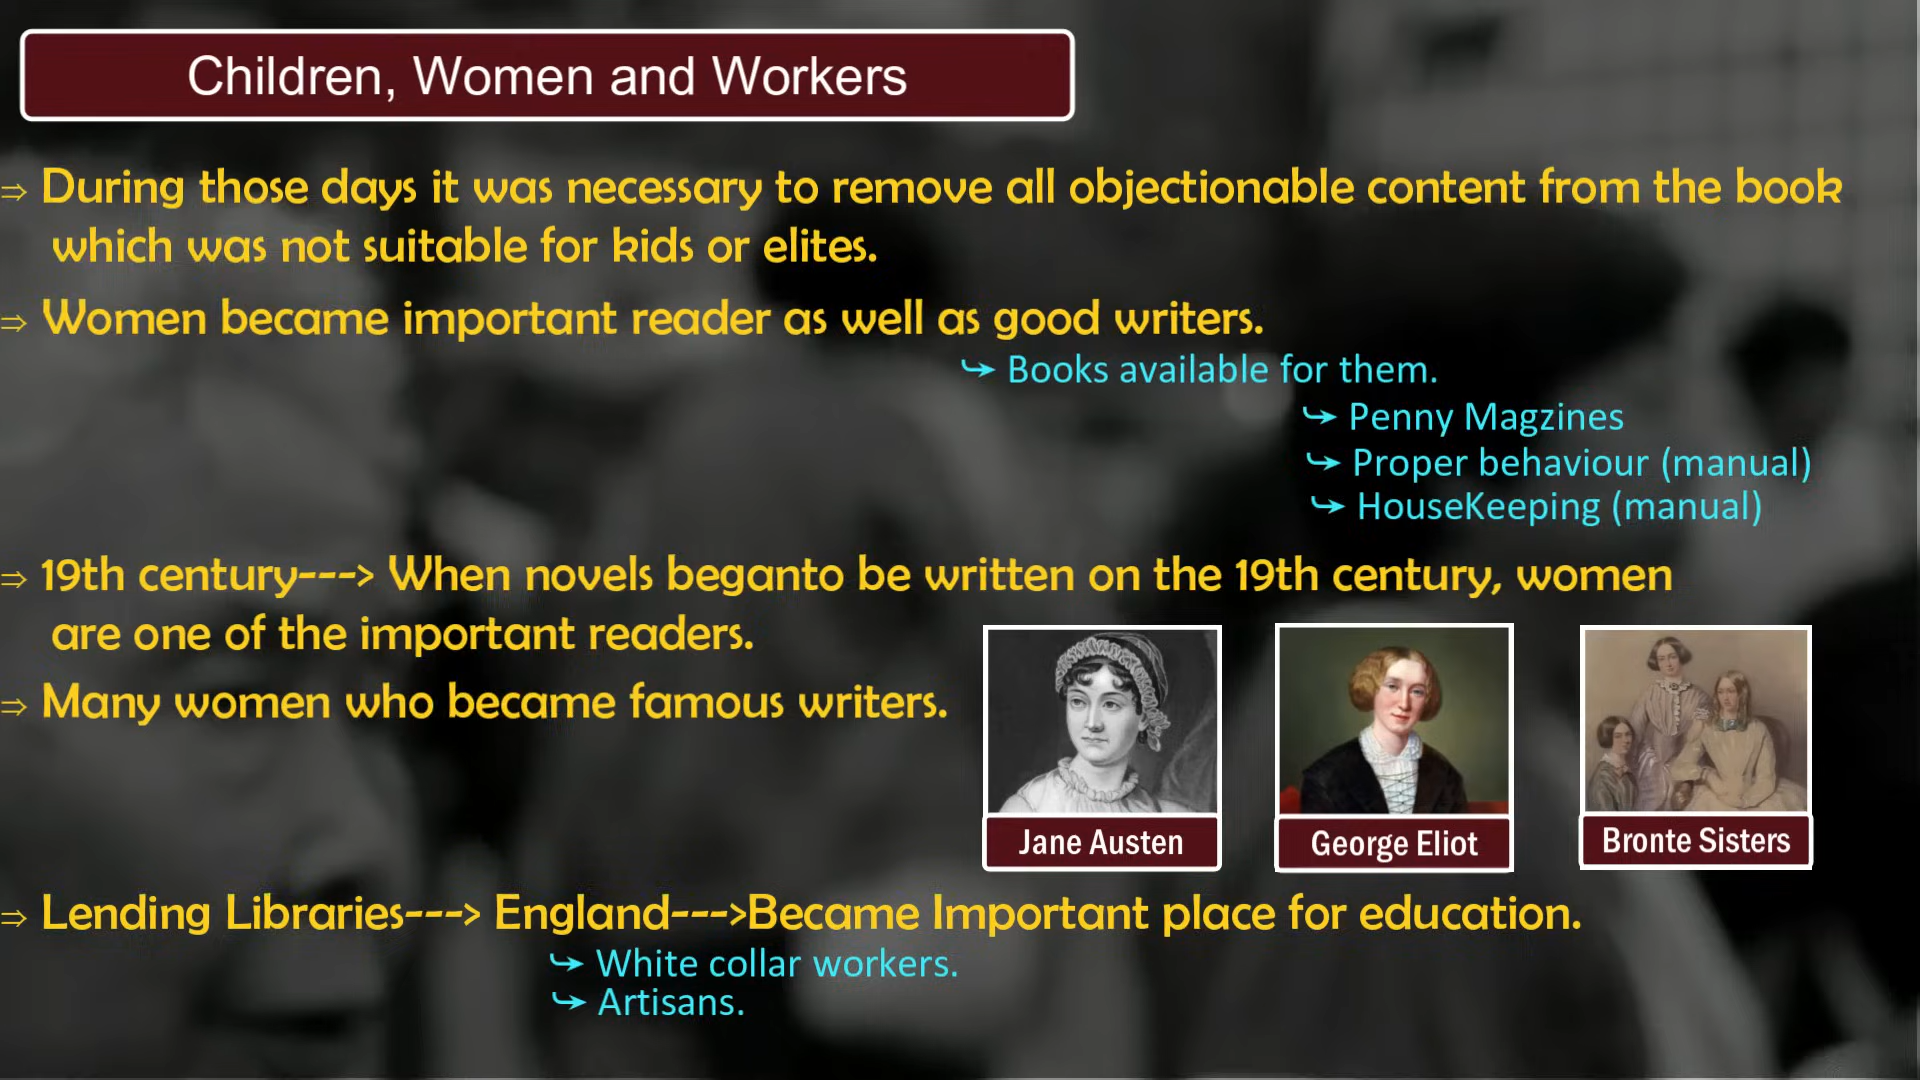 Children, Women and Workers
⇒ During those days it was necessary to remove all objectionable content from the book
which was not suitable for kids or elites.
⇒ Women became important reader as well as good writers.
↪ Books available for them.
↪ Penny Magzines
↪ Proper behaviour (manual)
↪ HouseKeeping (manual)
⇒ 19th century---> When novels beganto be written on the 19th century, women
are one of the important readers.
⇒ Many women who became famous writers.
Jane Austen
George Eliot
Bronte Sisters
⇒ Lending Libraries---> England--->Became Important place for education.
↪ White collar workers.
↪ Artisans.